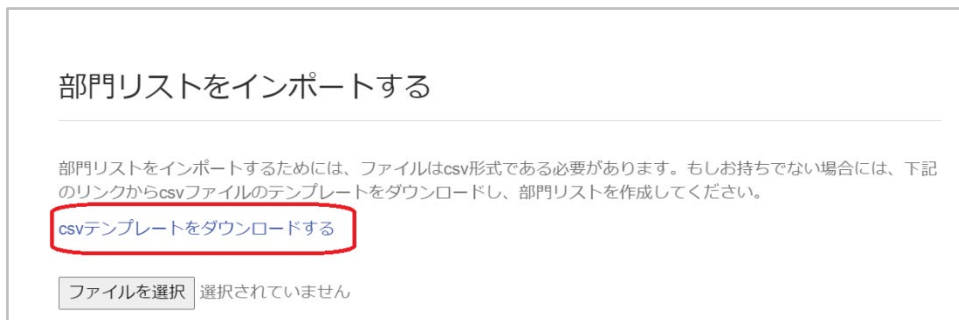 部門リストをインポートする
部門リストをインポートするためには、ファイルはcsv形式である必要があります。もしお持ちでない場合には、下記
のリンクからcsvファイルのテンプレートをダウンロードし、部門リストを作成してください。
csvテンプレートをダウンロードする
ファイルを選択 選択されていません